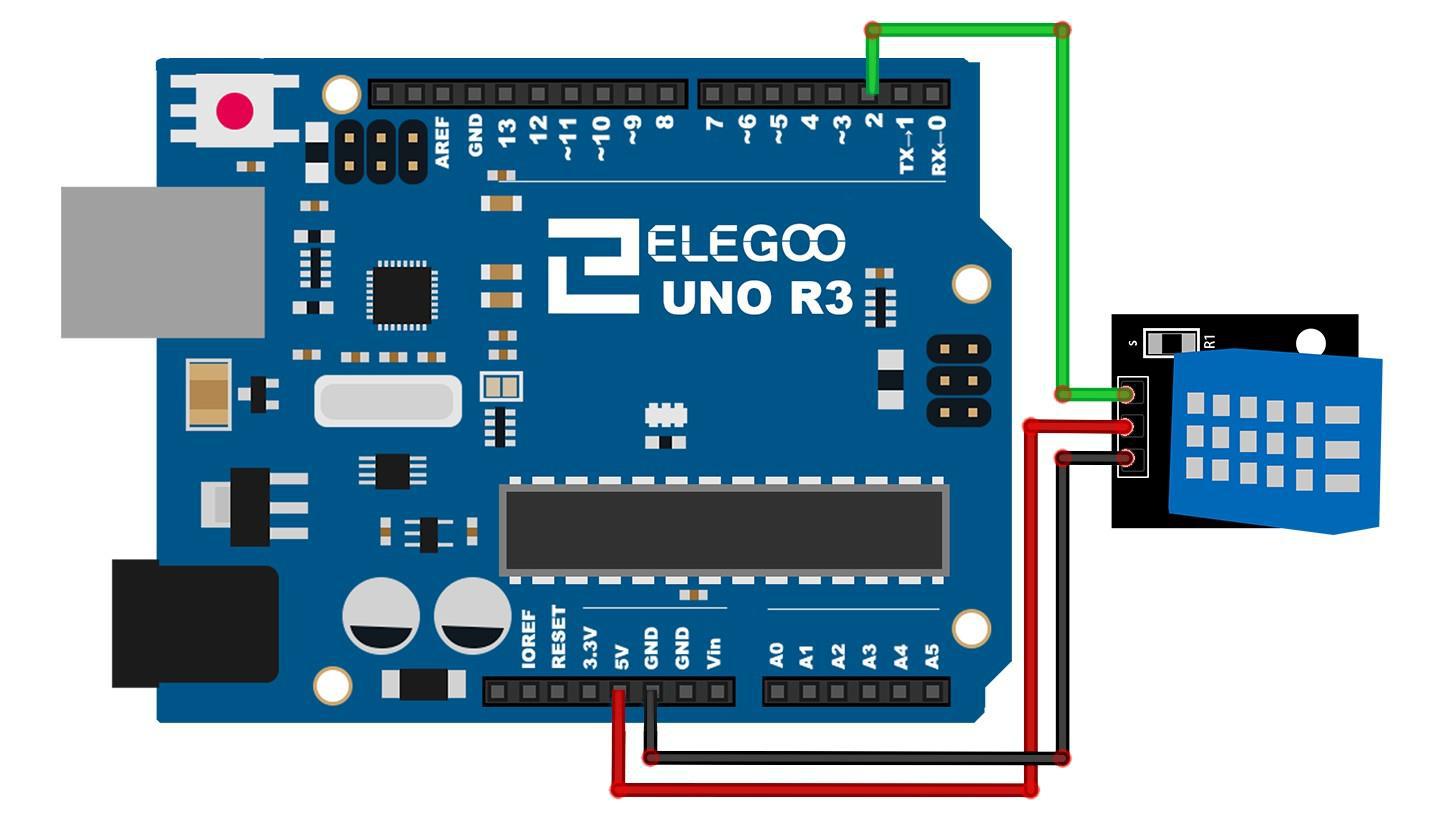 AREF
GND
13
12
~11
~10
~9
8
7
~6
~5
4
~3
2
TX→1
RX←0
ELEGOO
UNO R3
S
R1
IOREF
RESET
3.3V
5V
GND
GND
Vin
A0
A1
A2
A3
A4
A5